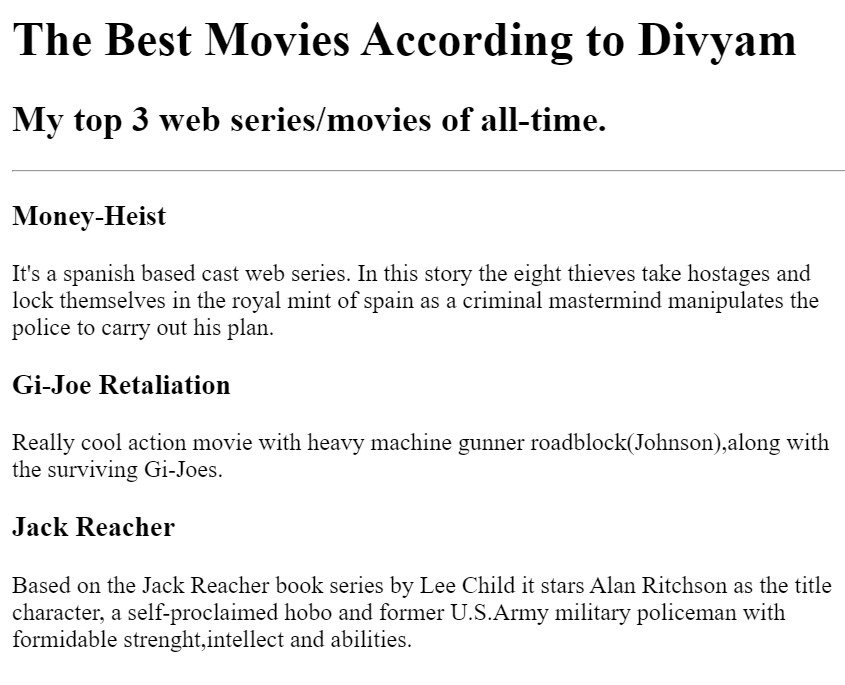 The Best Movies According to Divyam
My top 3 web series/movies of all-time.
Money-Heist
It's a spanish based cast web series. In this story the eight thieves take hostages and
lock themselves in the royal mint of spain as a criminal mastermind manipulates the
police to carry out his plan.
Gi-Joe Retaliation
Really cool action movie with heavy machine gunner roadblock(Johnson),along with
the surviving Gi-Joes.
Jack Reacher
Based on the Jack Reacher book series by Lee Child it stars Alan Ritchson as the title
character, a self-proclaimed hobo and former U.S.Army military policeman with
formidable strenght,intellect and abilities.